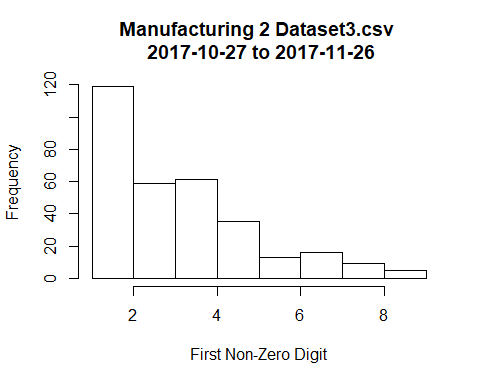 Manufacturing 2 Dataset3.csv
2017-10-27 to 2017-11-26
Frequency
120
80
60
40
20
0
2
4
6
8
First Non-Zero Digit